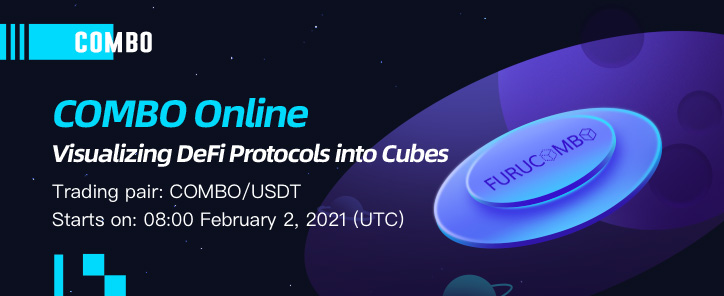 COMBO
COMBO Online
Visualizing DeFi Protocols into Cubes
Trading pair: COMBO/USDT
Starts on: 08:00 February 2, 2021 (UTC)
FURUCOMBO